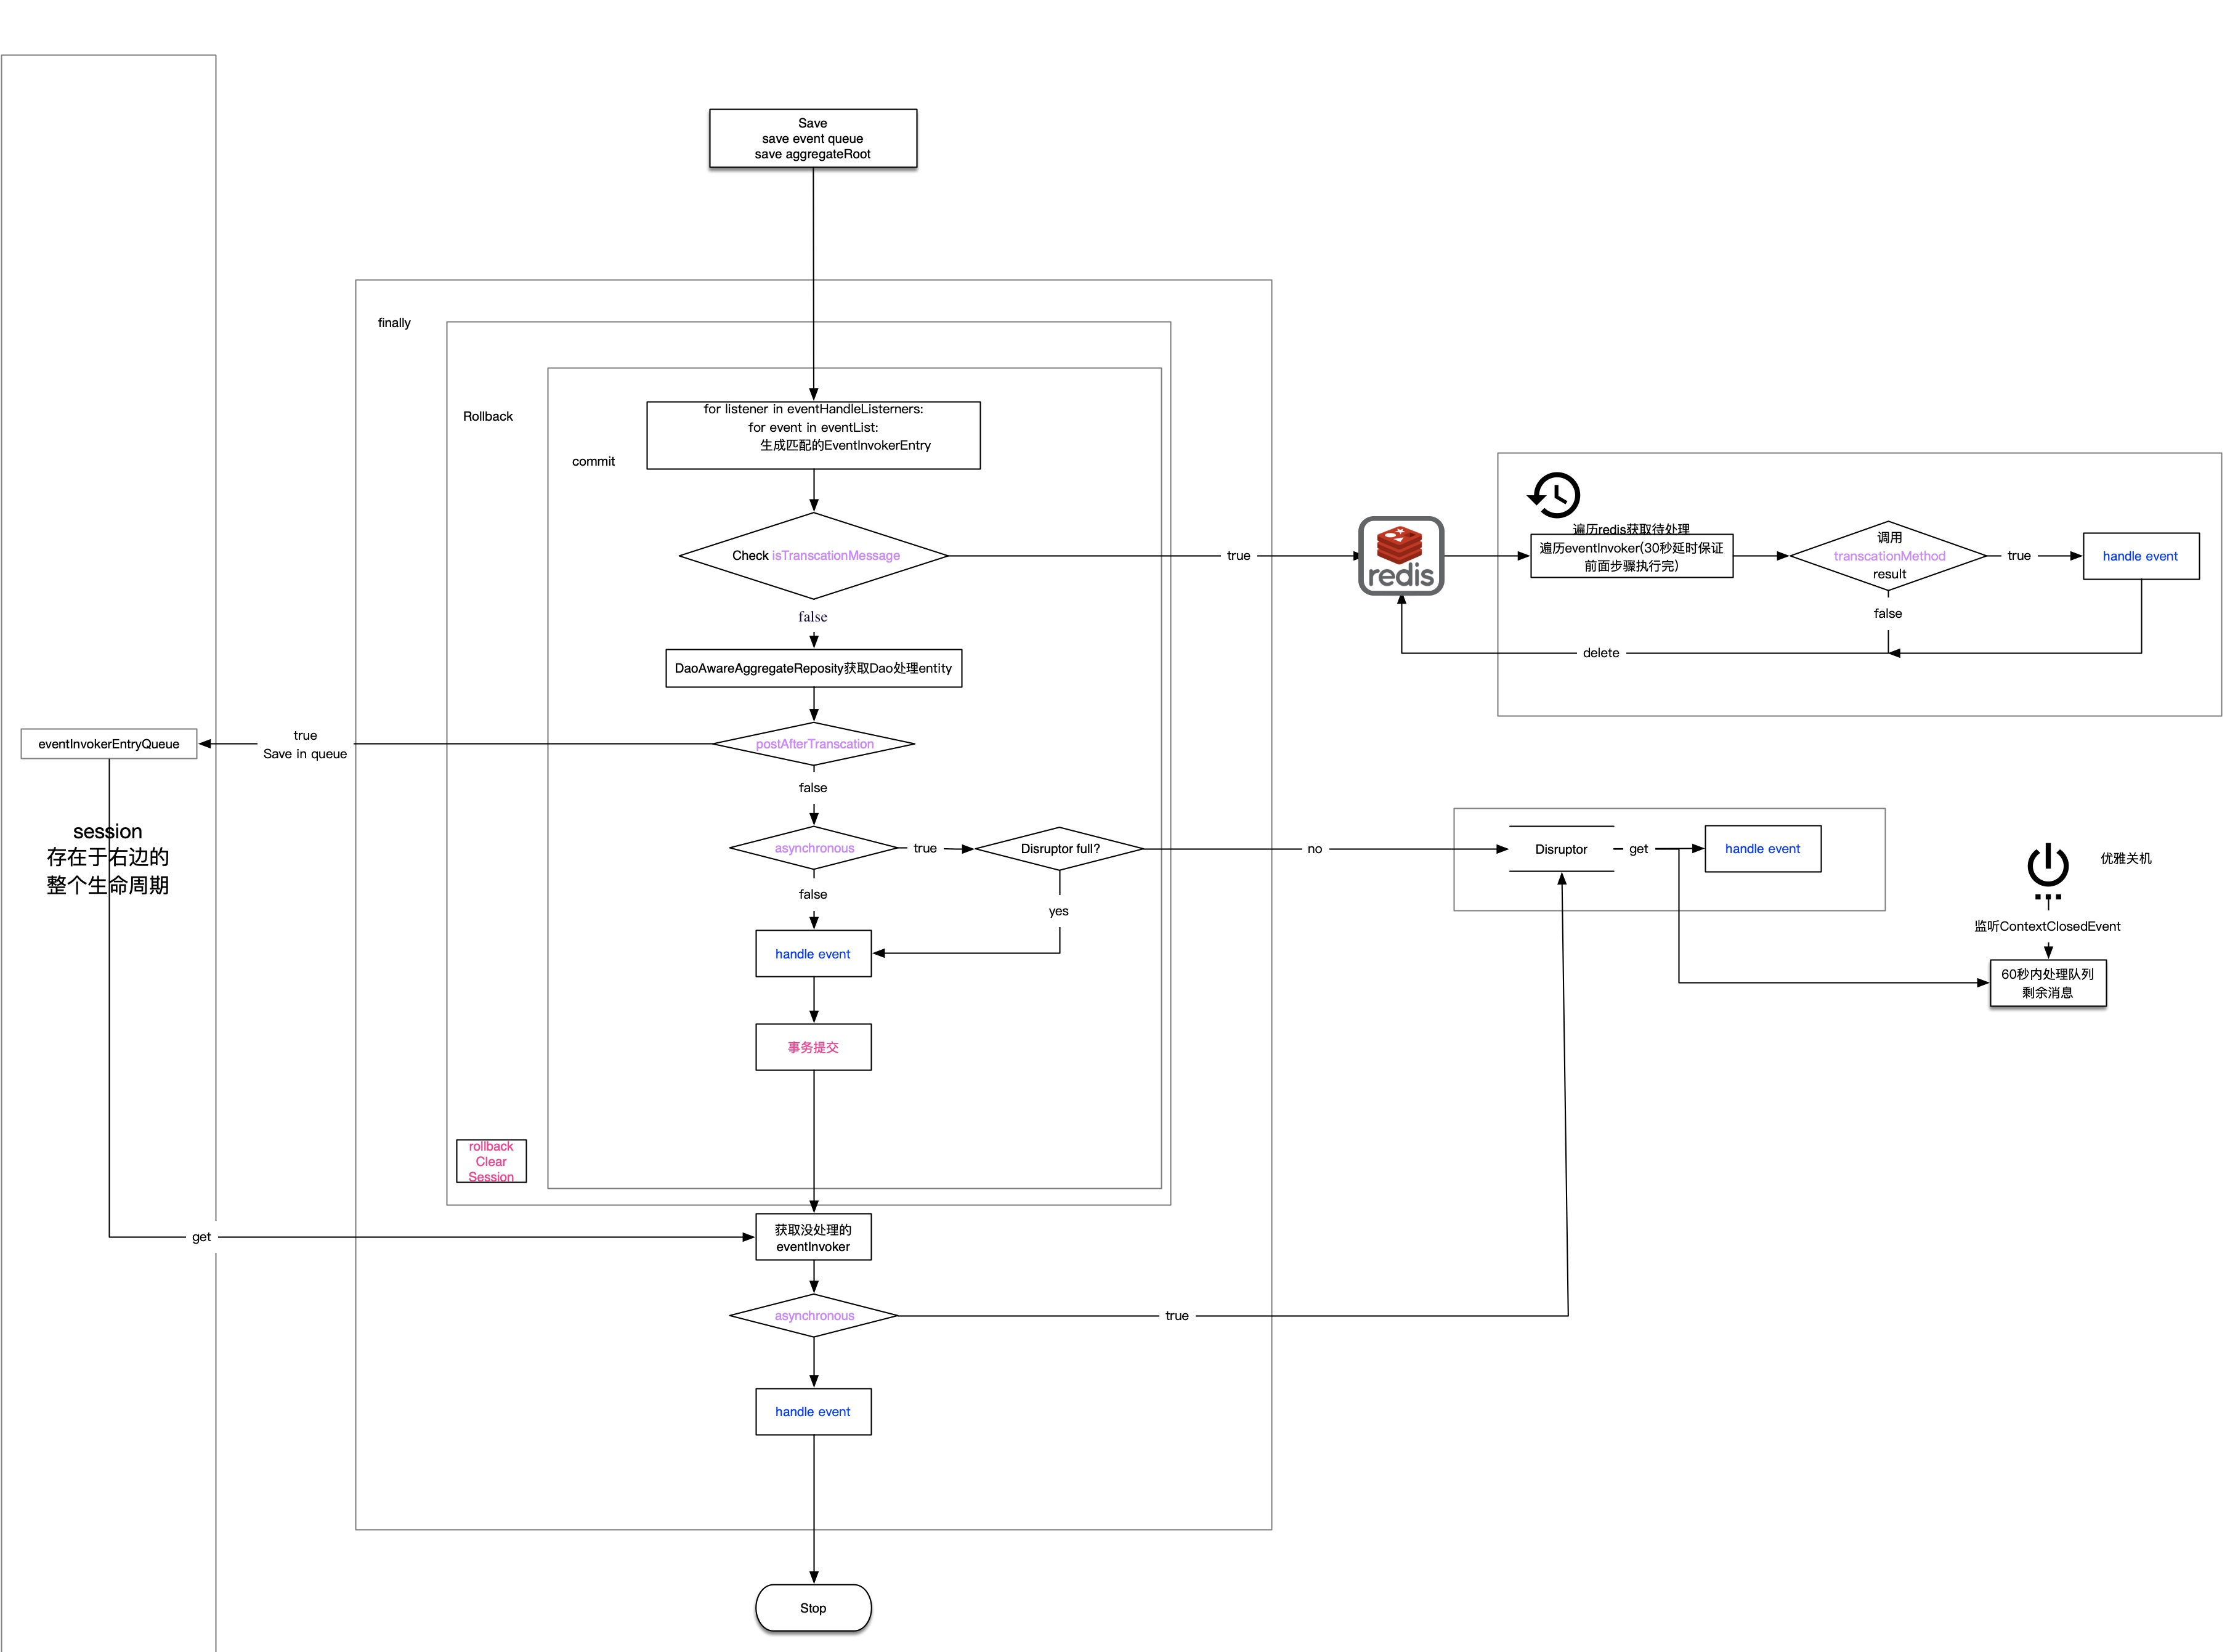 Save
save event queue
save aggregateRoot
finally
Rollback
commit
for listener in eventHandleListerners:
for event in eventList:
生成匹配的EventInvokerEntry
Check isTranscationMessage
true
redis
遍历redis获取待处理
遍历eventInvoker(30秒延时保证
前面步骤执行完)
调用
transcationMethod
result
true
handle event
false
delete
false
DaoAwareAggregateReposity获取Dao处理entity
eventInvokerEntryQueue
true
Save in queue
postAfterTranscation
false
session
存在于右边的
整个生命周期
asynchronous
true
Disruptor full?
no
Disruptor
get
handle event
优雅关机
false
yes
监听ContextClosedEvent
handle event
60秒内处理队列
剩余消息
事务提交
rollback
Clear
Session
get
获取没处理的
eventInvoker
asynchronous
true
handle event
Stop